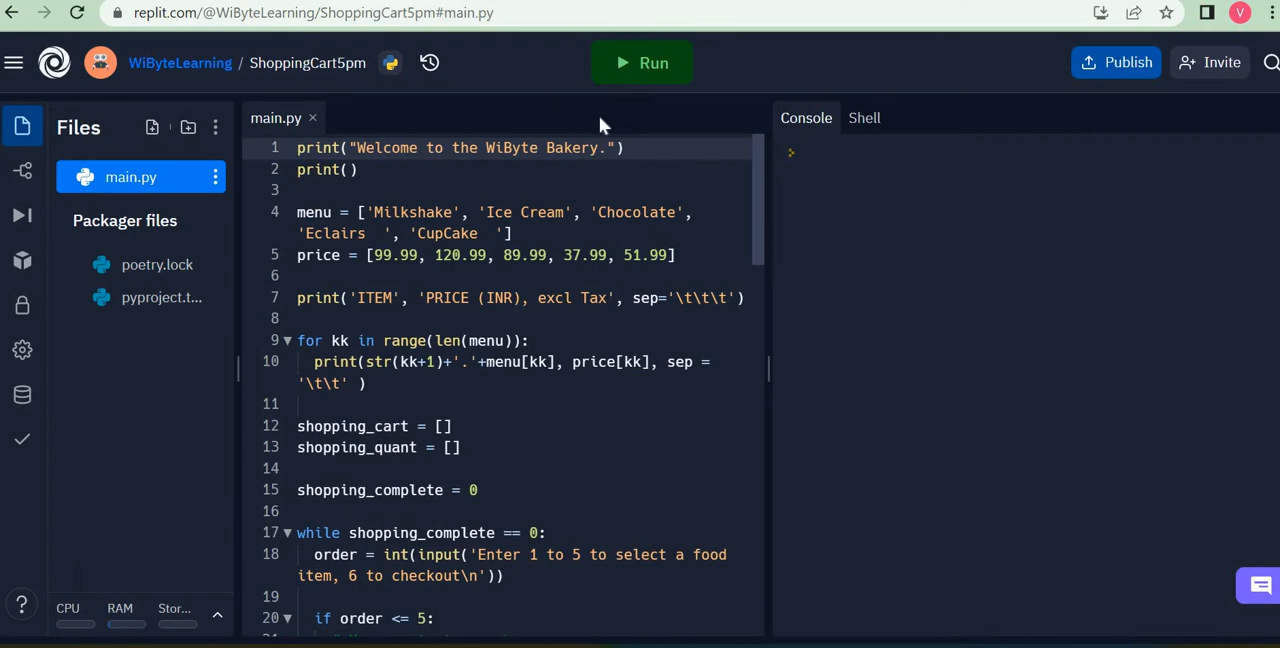 replit.com/@WiByteLearning/ShoppingCart5pm#main.py
V
WiByteLearning / ShoppingCart5pm
Run
Publish
Invite
Files
main.py
Packager files
poetry.lock
pyproject.t...
CPU RAM Stor...
?
main.py ×
1 print("Welcome to the WiByte Bakery.")
2 print()
3
4 menu = ['Milkshake', 'Ice Cream', 'Chocolate',
'Eclairs  ', 'CupCake  ']
5 price = [99.99, 120.99, 89.99, 37.99, 51.99]
6
7 print('ITEM', 'PRICE (INR), excl Tax', sep='\t\t\t')
8
9 for kk in range(len(menu)):
10 print(str(kk+1)+'.'+menu[kk], price[kk], sep =
'\t\t' )
11
12 shopping_cart = []
13 shopping_quant = []
14
15 shopping_complete = 0
16
17 while shopping_complete == 0:
18 order = int(input('Enter 1 to 5 to select a food
item, 6 to checkout\n'))
19
20 if order <= 5:
Console Shell